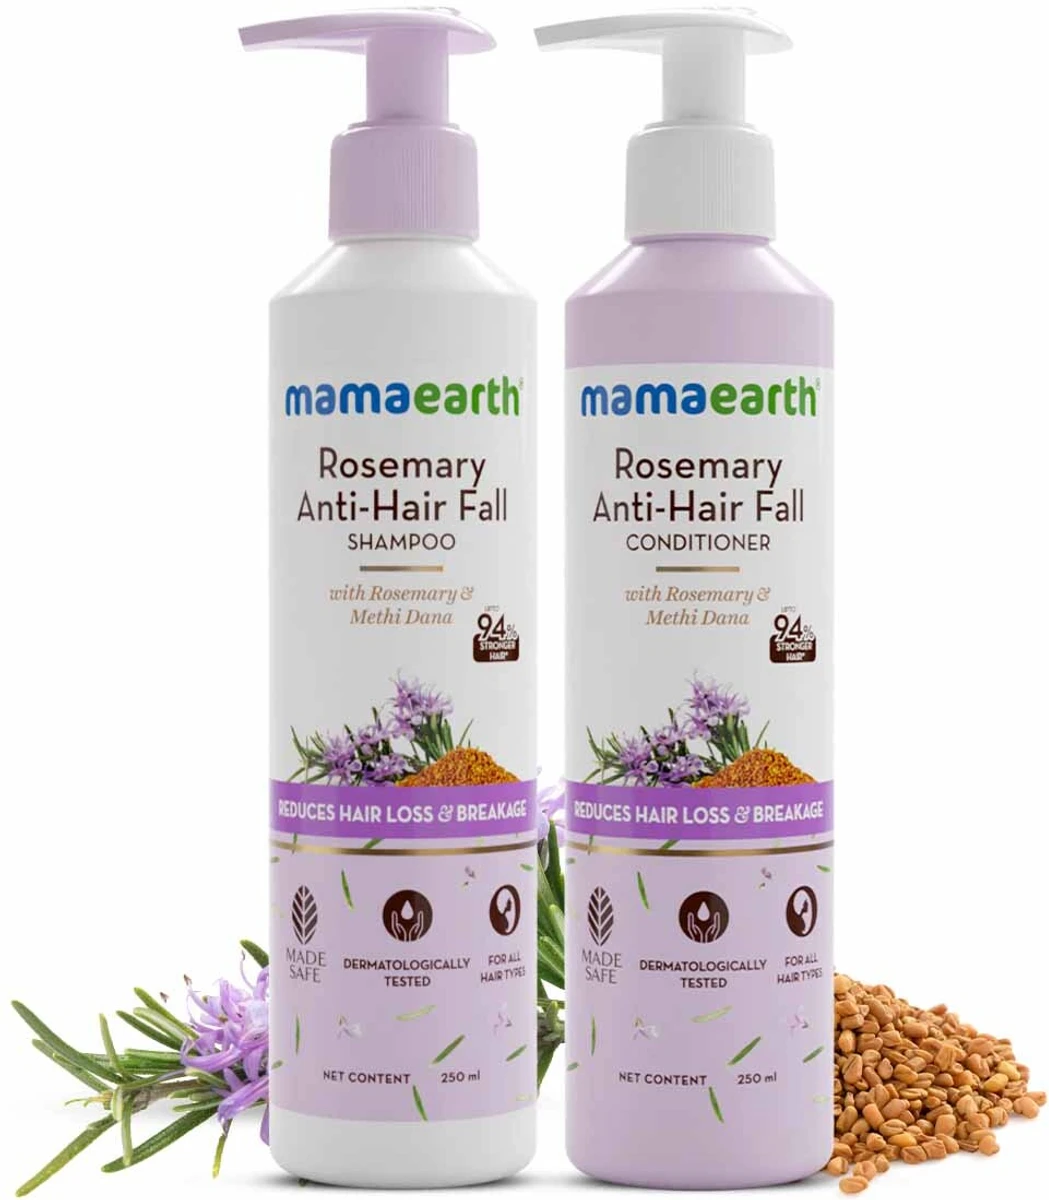 mamaearth®
Rosemary
Anti-Hair Fall
SHAMPOO
with Rosemary &
Methi Dana
UPTO
94%
STRONGER
HAIR*
REDUCES HAIR LOSS & BREAKAGE
MADE
SAFE
DERMATOLOGICALLY
TESTED
FOR ALL
HAIR TYPES
NET CONTENT 250 ml
mamaearth®
Rosemary
Anti-Hair Fall
CONDITIONER
with Rosemary &
Methi Dana
UPTO
94%
STRONGER
HAIR*
REDUCES HAIR LOSS & BREAKAGE
MADE
SAFE
DERMATOLOGICALLY
TESTED
FOR ALL
HAIR TYPES
NET CONTENT 250 ml